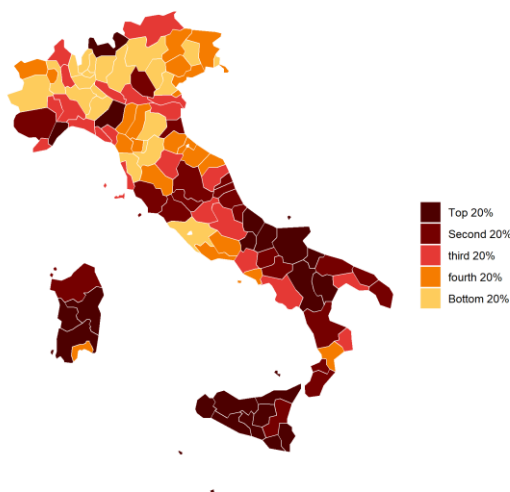 Top 20%
Second 20%
third 20%
fourth 20%
Bottom 20%